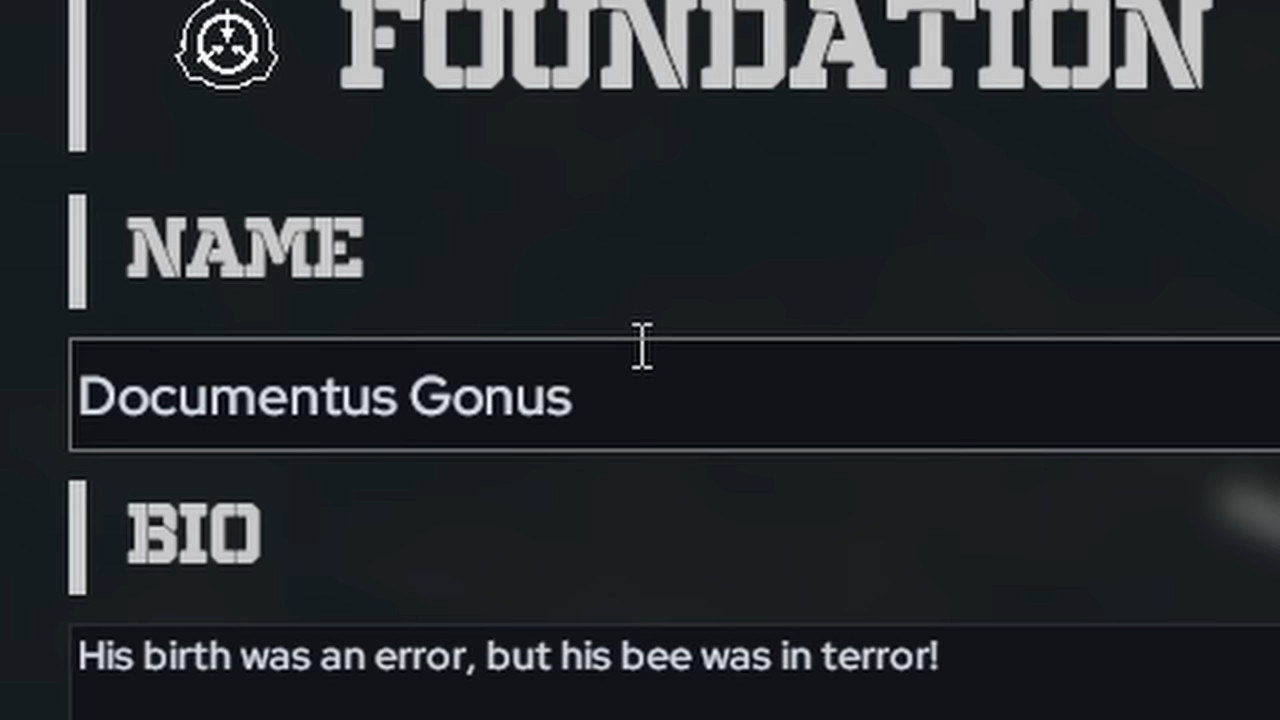 FOUNDATION
NAME
Documentus Gonus
BIO
His birth was an error, but his bee was in terror!